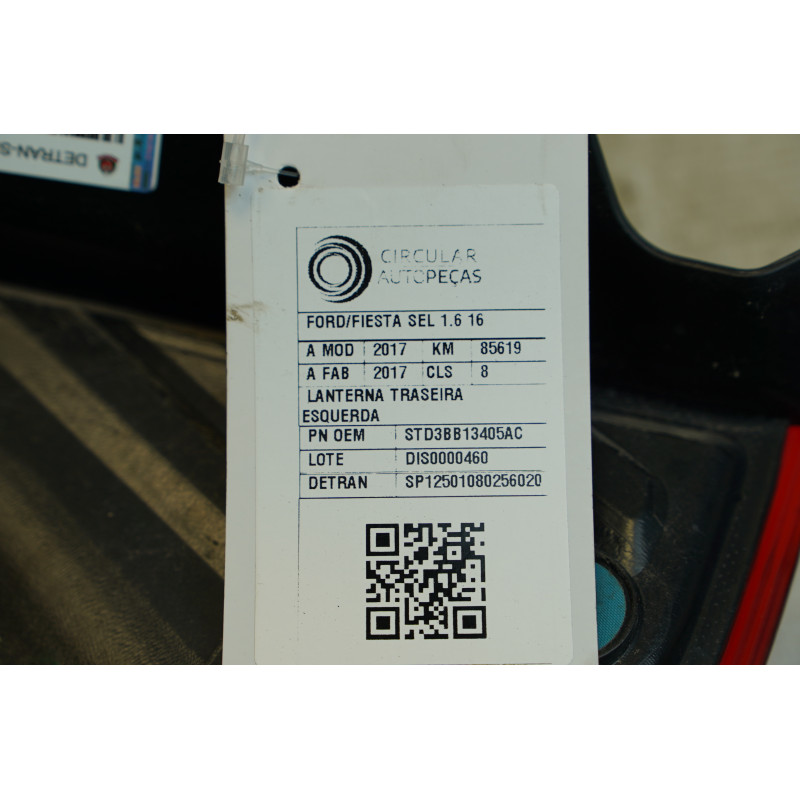 DETRAN-S
CIRCULAR
AUTOPEÇAS
FORD/FIESTA SEL 1.6 16
A MOD 2017 KM 85619
A FAB 2017 CLS 8
LANTERNA TRASEIRA
ESQUERDA
PN OEM STD3BB13405AC
LOTE DIS0000460
DETRAN SP12501080256020